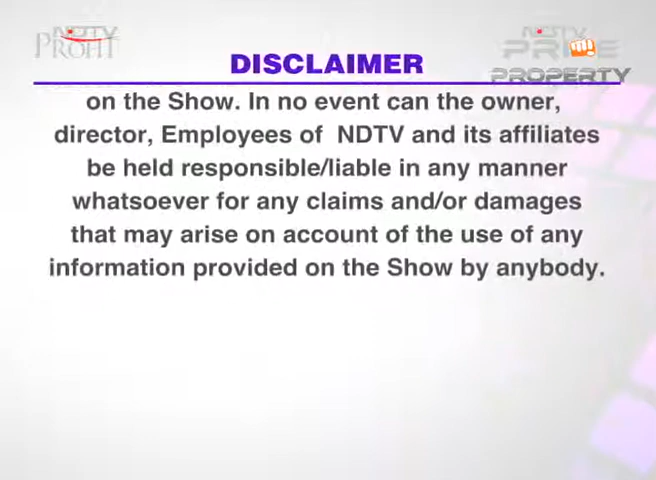 NDTV
PROFIT
NDTV
PRIME
PROPERTY
DISCLAIMER
on the Show. In no event can the owner,
director, Employees of NDTV and its affiliates
be held responsible/liable in any manner
whatsoever for any claims and/or damages
that may arise on account of the use of any
information provided on the Show by anybody.